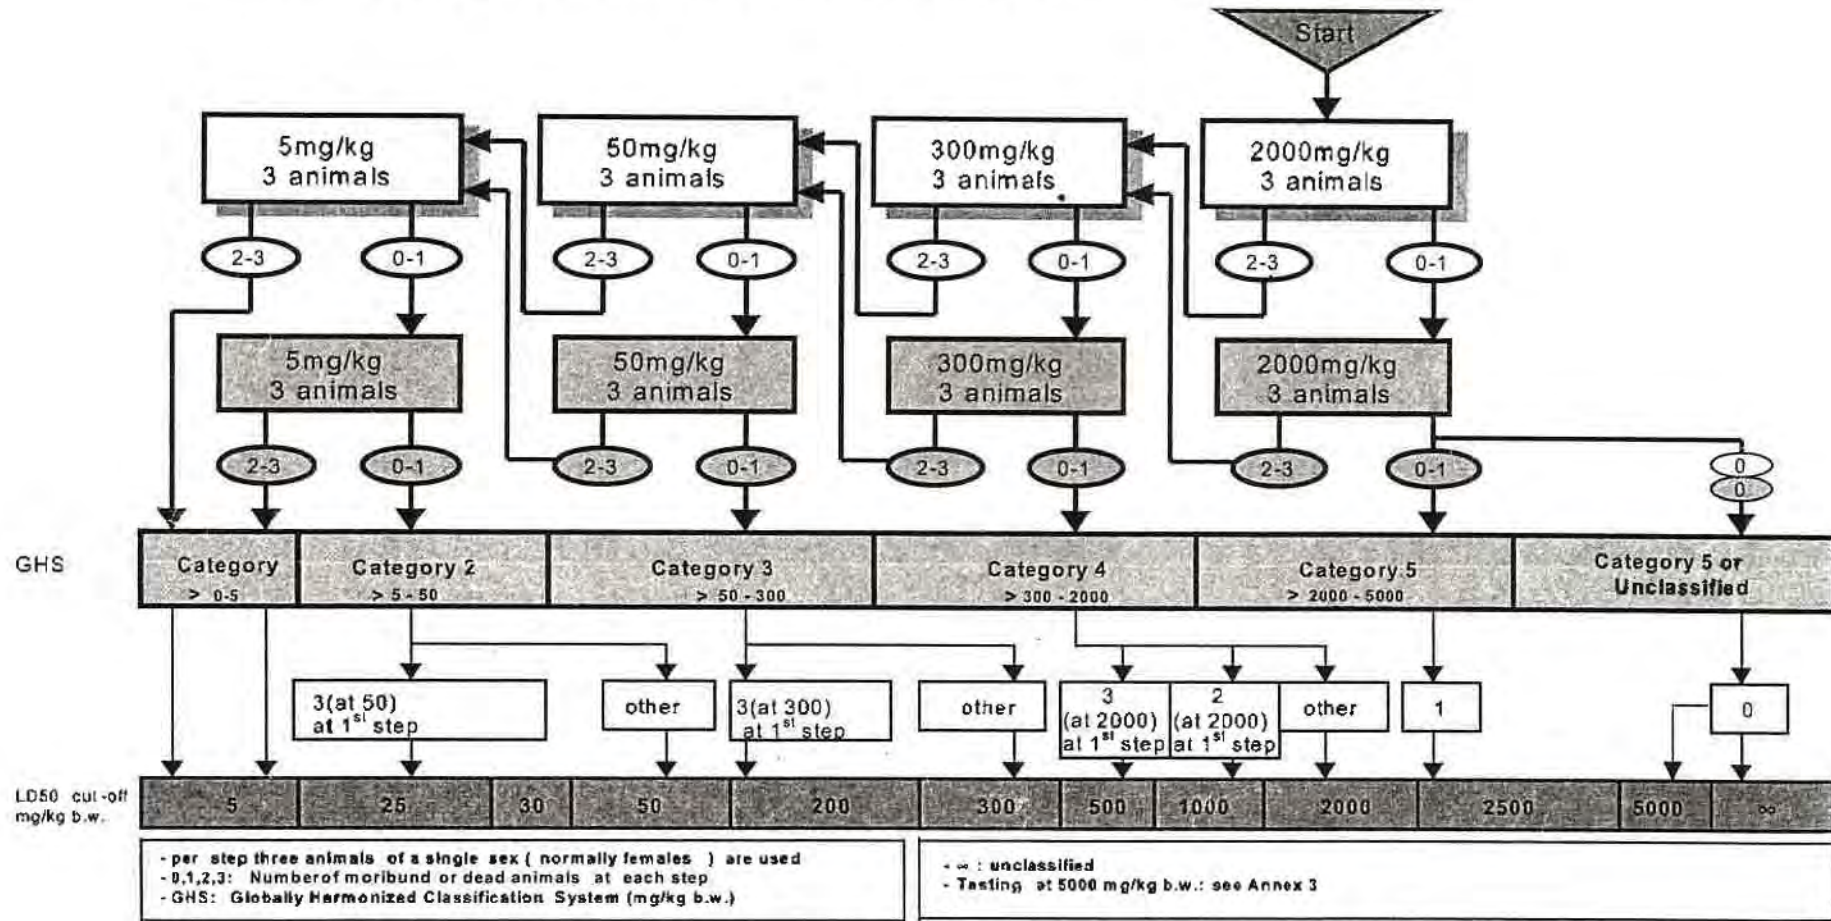 Start
5mg/kg
3 animals
50mg/kg
3 animals
300mg/kg
3 animals
2000mg/kg
3 animals
2-3
0-1
2-3
0-1
2-3
0-1
2-3
0-1
5mg/kg
3 animals
50mg/kg
3 animals
300mg/kg
3 animals
2000mg/kg
3 animals
2-3
0-1
2-3
0-1
2-3
0-1
2-3
0-1
0
0
GHS
Category
> 0-5
Category 2
> 5-50
Category 3
> 50-300
Category 4
> 300-2000
Category.5
> 2000-5000
Category 5 or
Unclassified
3(at 50)
at 1st step
other
3(at 300)
at 1st step
other
3
(at 2000)
at 1st step
2
(at 2000)
at 1st step
other
1
0
LD50 cut-off
mg/kg b.w.
5
25
30
50
200
300
500
1000
2000
2500
5000
∞
- per step three animals of a single sex ( normally females ) are used
- 0,1,2,3: Numberof moribund or dead animals at each step
- GHS: Globally Harmonized Classification System (mg/kg b.w.)
- ∞ : unclassified
- Testing at 5000 mg/kg b.w.: see Annex 3